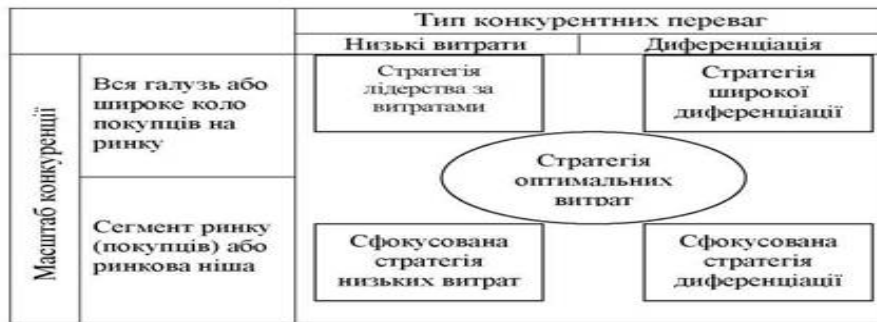 Тип конкурентних переваг
Низькі витрати
Диференціація
Масштаб конкуренції
Вся галузь або
широке коло
покупців на
ринку
Стратегія
лідерства за
витратами
Стратегія
широкої
диференціації
Стратегія
оптимальних
витрат
Сегмент ринку
(покупців) або
ринкова ніша
Сфокусована
стратегія
низьких витрат
Сфокусована
стратегія
диференціації